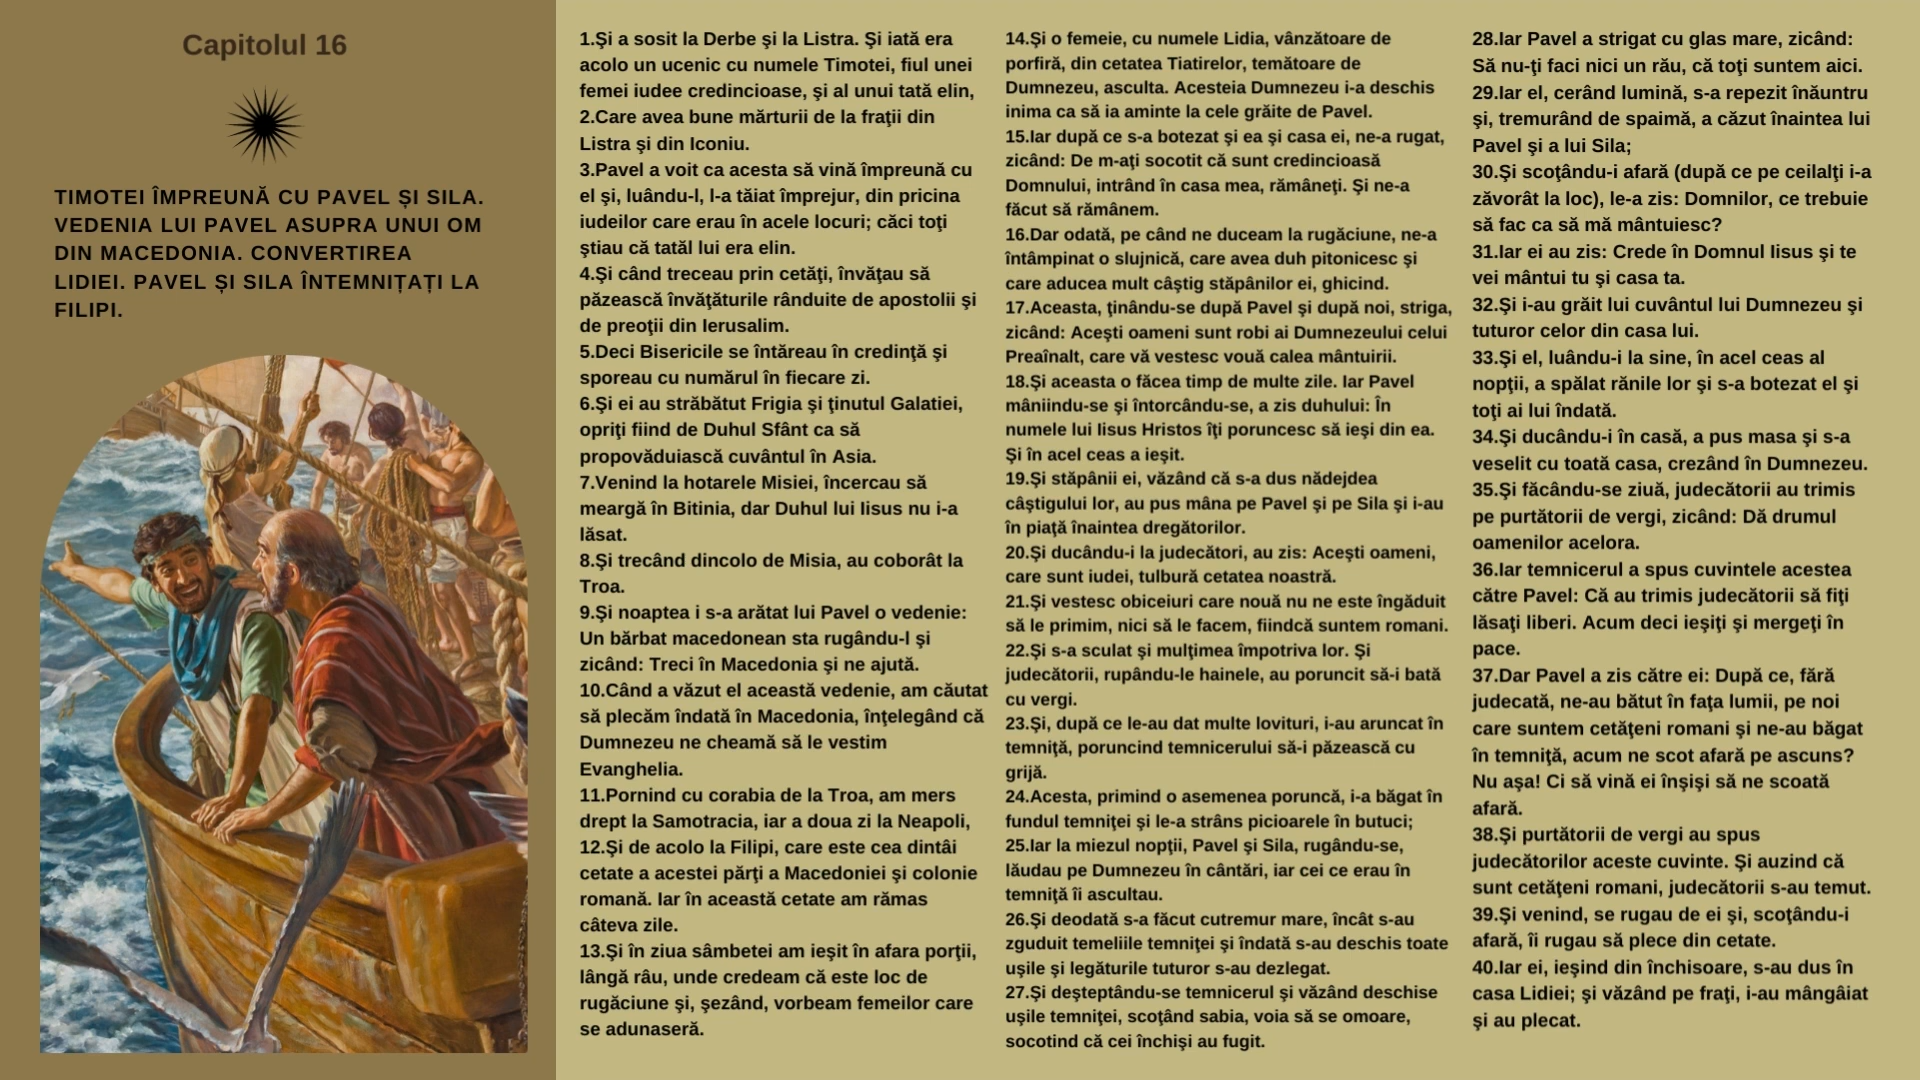 Capitolul 16
TIMOTEI ÎMPREUNĂ CU PAVEL ȘI SILA.
VEDENIA LUI PAVEL ASUPRA UNUI OM
DIN MACEDONIA. CONVERTIREA
LIDIEI. PAVEL ȘI SILA ÎNTEMNIȚAȚI LA
FILIPI.
1.Şi a sosit la Derbe şi la Listra. Şi iată era
acolo un ucenic cu numele Timotei, fiul unei
femei iudee credincioase, şi al unui tată elin,
2.Care avea bune mărturii de la fraţii din
Listra şi din Iconiu.
3.Pavel a voit ca acesta să vină împreună cu
el şi, luându-l, l-a tăiat împrejur, din pricina
iudeilor care erau în acele locuri; căci toţi
ştiau că tatăl lui era elin.
4.Şi când treceau prin cetăţi, învăţau să
păzească învăţăturile rânduite de apostolii şi
de preoţii din Ierusalim.
5.Deci Bisericile se întăreau în credinţă şi
sporeau cu numărul în fiecare zi.
6.Şi ei au străbătut Frigia şi ţinutul Galatiei,
opriţi fiind de Duhul Sfânt ca să
propovăduiască cuvântul în Asia.
7.Venind la hotarele Misiei, încercau să
meargă în Bitinia, dar Duhul lui Iisus nu i-a
lăsat.
8.Şi trecând dincolo de Misia, au coborât la
Troa.
9.Şi noaptea i s-a arătat lui Pavel o vedenie:
Un bărbat macedonean sta rugându-l şi
zicând: Treci în Macedonia şi ne ajută.
10.Când a văzut el această vedenie, am căutat
să plecăm îndată în Macedonia, înţelegând că
Dumnezeu ne cheamă să le vestim
Evanghelia.
11.Pornind cu corabia de la Troa, am mers
drept la Samotracia, iar a doua zi la Neapoli,
12.Şi de acolo la Filipi, care este cea dintâi
cetate a acestei părţi a Macedoniei şi colonie
romană. Iar în această cetate am rămas
câteva zile.
13.Şi în ziua sâmbetei am ieşit în afara porţii,
lângă râu, unde credeam că este loc de
rugăciune şi, şezând, vorbeam femeilor care
se adunaseră.
14.Şi o femeie, cu numele Lidia, vânzătoare de
porfiră, din cetatea Tiatirelor, temătoare de
Dumnezeu, asculta. Acesteia Dumnezeu i-a deschis
inima ca să ia aminte la cele grăite de Pavel.
15.Iar după ce s-a botezat şi ea şi casa ei, ne-a rugat,
zicând: De m-aţi socotit că sunt credincioasă
Domnului, intrând în casa mea, rămâneţi. Şi ne-a
făcut să rămânem.
16.Dar odată, pe când ne duceam la rugăciune, ne-a
întâmpinat o slujnică, care avea duh pitonicesc şi
care aducea mult câştig stăpânilor ei, ghicind.
17.Aceasta, ţinându-se după Pavel şi după noi, striga,
zicând: Aceşti oameni sunt robi ai Dumnezeului celui
Preaînalt, care vă vestesc vouă calea mântuirii.
18.Şi aceasta o făcea timp de multe zile. Iar Pavel
mâniindu-se şi întorcându-se, a zis duhului: În
numele lui Iisus Hristos îţi poruncesc să ieşi din ea.
Şi în acel ceas a ieşit.
19.Şi stăpânii ei, văzând că s-a dus nădejdea
câştigului lor, au pus mâna pe Pavel şi pe Sila şi i-au
în piaţă înaintea dregătorilor.
20.Şi ducându-i la judecători, au zis: Aceşti oameni,
care sunt iudei, tulbură cetatea noastră.
21.Şi vestesc obiceiuri care nouă nu ne este îngăduit
să le primim, nici să le facem, fiindcă suntem romani.
22.Şi s-a sculat şi mulţimea împotriva lor. Şi
judecătorii, rupându-le hainele, au poruncit să-i bată
cu vergi.
23.Şi, după ce le-au dat multe lovituri, i-au aruncat în
temniţă, poruncind temnicerului să-i păzească cu
grijă.
24.Acesta, primind o asemenea poruncă, i-a băgat în
fundul temniţei şi le-a strâns picioarele în butuci;
25.Iar la miezul nopţii, Pavel şi Sila, rugându-se,
lăudau pe Dumnezeu în cântări, iar cei ce erau în
temniţă îi ascultau.
26.Şi deodată s-a făcut cutremur mare, încât s-au
zguduit temeliile temniţei şi îndată s-au deschis toate
uşile şi legăturile tuturor s-au dezlegat.
27.Şi deşteptându-se temnicerul şi văzând deschise
uşile temniţei, scoţând sabia, voia să se omoare,
socotind că cei închişi au fugit.
28.Iar Pavel a strigat cu glas mare, zicând:
Să nu-ţi faci nici un rău, că toţi suntem aici.
29.Iar el, cerând lumină, s-a repezit înăuntru
şi, tremurând de spaimă, a căzut înaintea lui
Pavel şi a lui Sila;
30.Şi scoţându-i afară (după ce pe ceilalţi i-a
zăvorât la loc), le-a zis: Domnilor, ce trebuie
să fac ca să mă mântuiesc?
31.Iar ei au zis: Crede în Domnul Iisus şi te
vei mântui tu şi casa ta.
32.Şi i-au grăit lui cuvântul lui Dumnezeu şi
tuturor celor din casa lui.
33.Şi el, luându-i la sine, în acel ceas al
nopţii, a spălat rănile lor şi s-a botezat el şi
toţi ai lui îndată.
34.Şi ducându-i în casă, a pus masa şi s-a
veselit cu toată casa, crezând în Dumnezeu.
35.Şi făcându-se ziuă, judecătorii au trimis
pe purtătorii de vergi, zicând: Dă drumul
oamenilor acelora.
36.Iar temnicerul a spus cuvintele acestea
către Pavel: Că au trimis judecătorii să fiţi
lăsaţi liberi. Acum deci ieşiţi şi mergeţi în
pace.
37.Dar Pavel a zis către ei: După ce, fără
judecată, ne-au bătut în faţa lumii, pe noi
care suntem cetăţeni romani şi ne-au băgat
în temniţă, acum ne scot afară pe ascuns?
Nu aşa! Ci să vină ei înşişi să ne scoată
afară.
38.Şi purtătorii de vergi au spus
judecătorilor aceste cuvinte. Şi auzind că
sunt cetăţeni romani, judecătorii s-au temut.
39.Şi venind, se rugau de ei şi, scoţându-i
afară, îi rugau să plece din cetate.
40.Iar ei, ieşind din închisoare, s-au dus în
casa Lidiei; şi văzând pe fraţi, i-au mângâiat
şi au plecat.